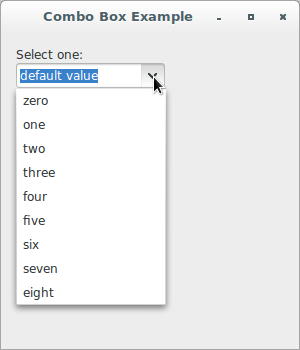 Combo Box Example
Select one:
default value
zero
one
two
three
four
five
six
seven
eight